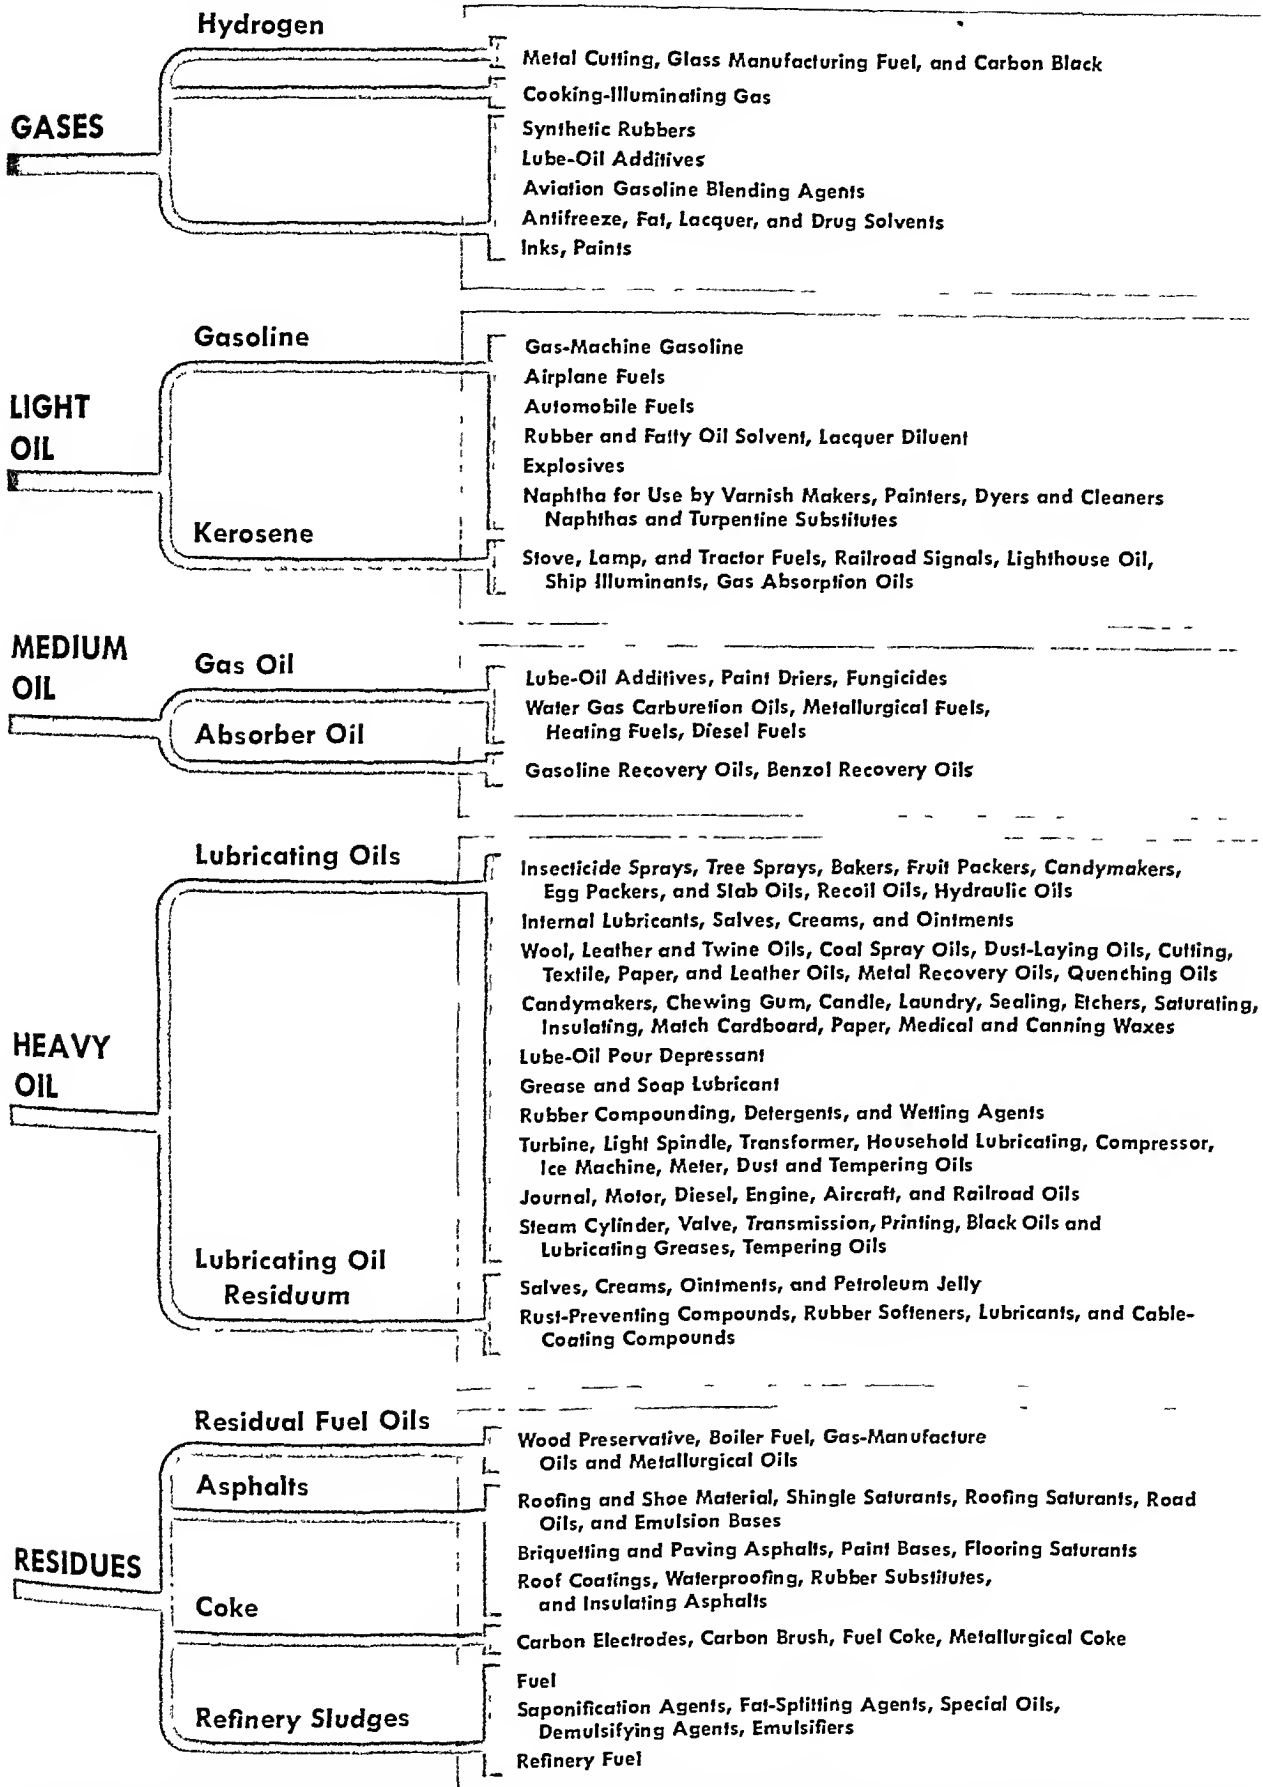 Hydrogen
Metal Cutting, Glass Manufacturing Fuel, and Carbon Black
Cooking-Illuminating Gas
GASES
Synthetic Rubbers
Lube-Oil Additives
Aviation Gasoline Blending Agents
Antifreeze, Fat, Lacquer, and Drug Solvents
Inks, Paints
Gasoline
Gas-Machine Gasoline
Airplane Fuels
LIGHT
OIL
Automobile Fuels
Rubber and Fatty Oil Solvent, Lacquer Diluent
Explosives
Naphtha for Use by Varnish Makers, Painters, Dyers and Cleaners
Naphthas and Turpentine Substitutes
Kerosene
Stove, Lamp, and Tractor Fuels, Railroad Signals, Lighthouse Oil,
Ship Illuminants, Gas Absorption Oils
MEDIUM
OIL
Gas Oil
Lube-Oil Additives, Paint Driers, Fungicides
Water Gas Carburetion Oils, Metallurgical Fuels,
Heating Fuels, Diesel Fuels
Absorber Oil
Gasoline Recovery Oils, Benzol Recovery Oils
Lubricating Oils
Insecticide Sprays, Tree Sprays, Bakers, Fruit Packers, Candymakers,
Egg Packers, and Slab Oils, Recoil Oils, Hydraulic Oils
Internal Lubricants, Salves, Creams, and Ointments
Wool, Leather and Twine Oils, Coal Spray Oils, Dust-Laying Oils, Cutting,
Textile, Paper, and Leather Oils, Metal Recovery Oils, Quenching Oils
Candymakers, Chewing Gum, Candle, Laundry, Sealing, Etchers, Saturating,
Insulating, Match Cardboard, Paper, Medical and Canning Waxes
HEAVY
OIL
Lube-Oil Pour Depressant
Grease and Soap Lubricant
Rubber Compounding, Detergents, and Wetting Agents
Turbine, Light Spindle, Transformer, Household Lubricating, Compressor,
Ice Machine, Meter, Dust and Tempering Oils
Journal, Motor, Diesel, Engine, Aircraft, and Railroad Oils
Steam Cylinder, Valve, Transmission, Printing, Black Oils and
Lubricating Greases, Tempering Oils
Lubricating Oil
Residuum
Salves, Creams, Ointments, and Petroleum Jelly
Rust-Preventing Compounds, Rubber Softeners, Lubricants, and Cable-
Coating Compounds
Residual Fuel Oils
Wood Preservative, Boiler Fuel, Gas-Manufacture
Oils and Metallurgical Oils
Asphalts
Roofing and Shoe Material, Shingle Saturants, Roofing Saturants, Road
Oils, and Emulsion Bases
Briquetting and Paving Asphalts, Paint Bases, Flooring Saturants
RESIDUES
Roof Coatings, Waterproofing, Rubber Substitutes,
and Insulating Asphalts
Coke
Carbon Electrodes, Carbon Brush, Fuel Coke, Metallurgical Coke
Fuel
Refinery Sludges
Saponification Agents, Fat-Splitting Agents, Special Oils,
Demulsifying Agents, Emulsifiers
Refinery Fuel